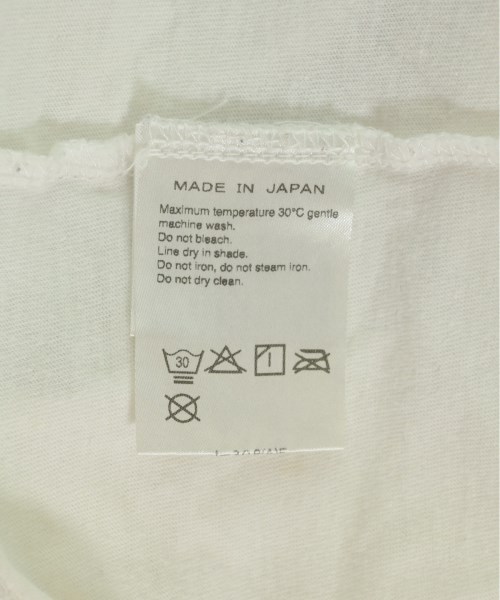 MADE IN JAPAN
Maximum temperature 30°C gentle
machine wash.
Do not bleach.
Line dry in shade.
Do not iron, do not steam iron.
Do not dry clean.
30